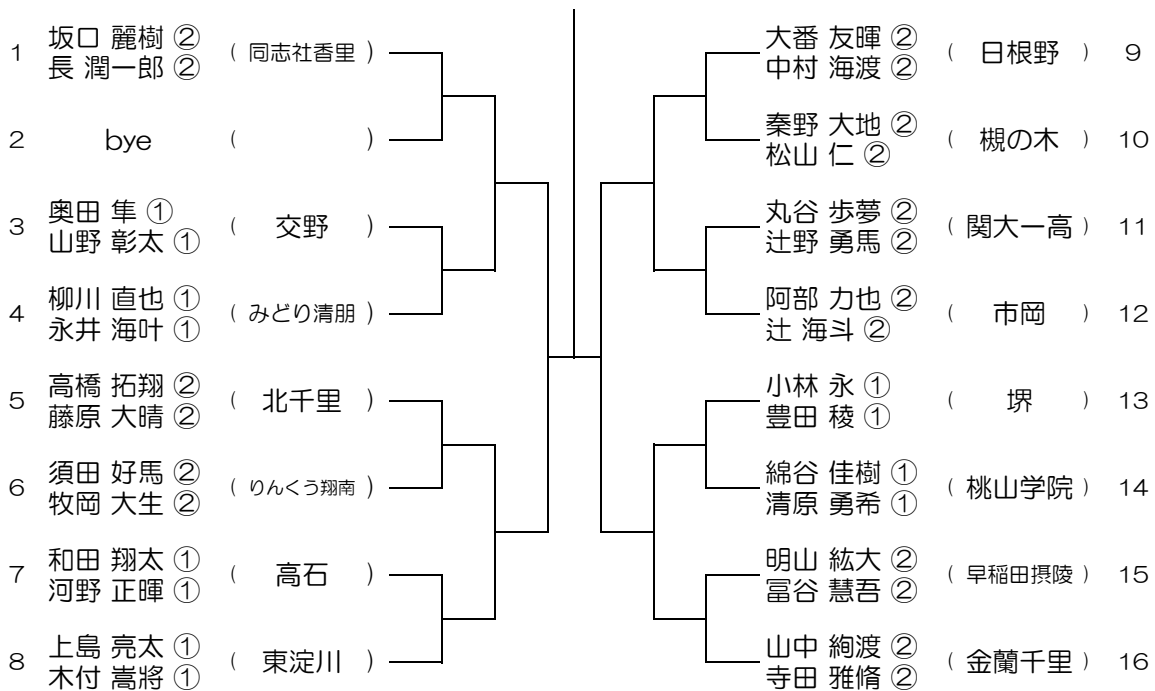 1 坂口 麗樹 ② 長 潤一郎 ② ( 同志社香里 )
2 bye ( )
3 奥田 隼 ① 山野 彰太 ① ( 交野 )
4 柳川 直也 ① 永井 海叶 ① ( みどり清朋 )
5 高橋 拓翔 ② 藤原 大晴 ② ( 北千里 )
6 須田 好馬 ② 牧岡 大生 ② ( りんくう翔南 )
7 和田 翔太 ① 河野 正暉 ① ( 高石 )
8 上島 亮太 ① 木付 嵩將 ① ( 東淀川 )
大番 友暉 ② 中村 海渡 ② ( 日根野 ) 9
秦野 大地 ② 松山 仁 ② ( 槻の木 ) 10
丸谷 歩夢 ② 辻野 勇馬 ② ( 関大一高 ) 11
阿部 力也 ② 辻 海斗 ② ( 市岡 ) 12
小林 永 ① 豊田 稜 ① ( 堺 ) 13
綿谷 佳樹 ① 清原 勇希 ① ( 桃山学院 ) 14
明山 紘大 ② 冨谷 慧吾 ② ( 早稲田摂陵 ) 15
山中 絢渡 ② 寺田 雅脩 ② ( 金蘭千里 ) 16